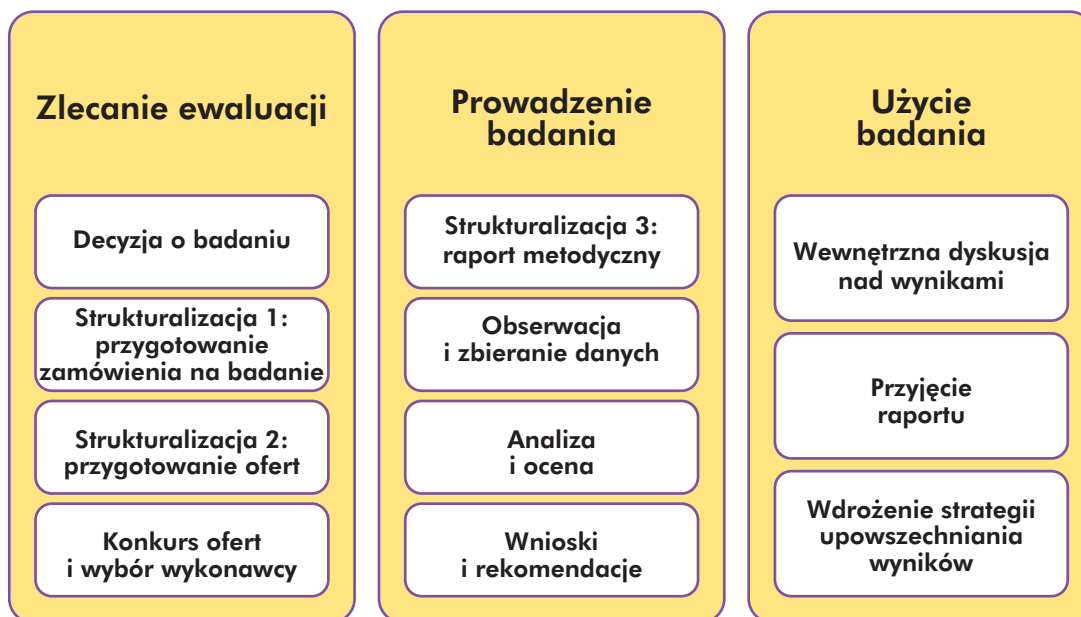 Zlecanie ewaluacji
Decyzja o badaniu
Strukturalizacja 1:
przygotowanie
zamówienia na badanie
Strukturalizacja 2:
przygotowanie ofert
Konkurs ofert
i wybór wykonawcy
Prowadzenie
badania
Strukturalizacja 3:
raport metodyczny
Obserwacja
i zbieranie danych
Analiza
i ocena
Wnioski
i rekomendacje
Użycie
badania
Wewnętrzna dyskusja
nad wynikami
Przyjęcie
raportu
Wdrożenie strategii
upowszechniania
wyników